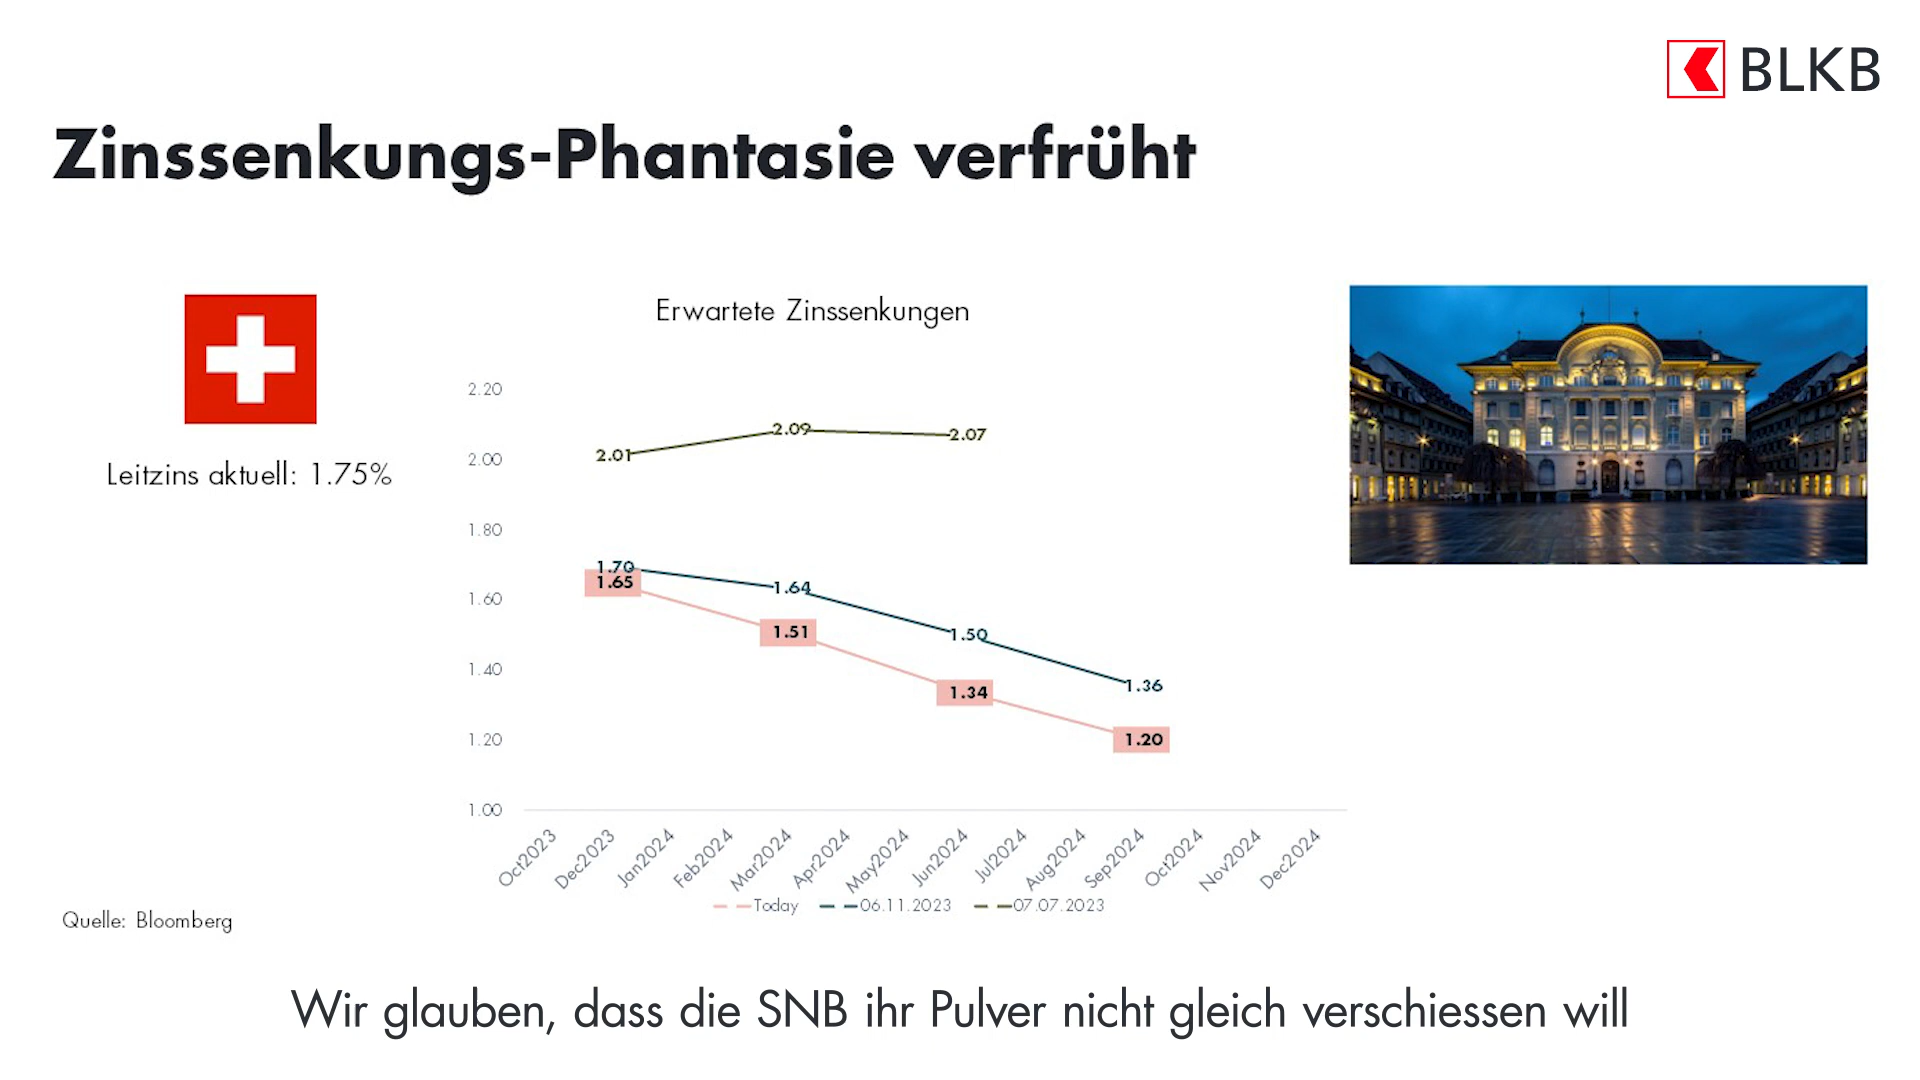 BLKB
Zinssenkungs-Phantasie verfrüht
Leitzins aktuell: 1.75%
Erwartete Zinssenkungen
2.20
2.00
1.80
1.60
1.40
1.20
1.00
2.01
2.09
2.07
1.70
1.64
1.50
1.36
1.65
1.51
1.34
1.20
Oct2023
Dec2023
Jan2024
Feb2024
Mar2024
Apr2024
May2024
Jun2024
Jul2024
Aug2024
Sep2024
Oct2024
Nov2024
Dec2024
Today 06.11.2023 07.07.2023
Quelle: Bloomberg
Wir glauben, dass die SNB ihr Pulver nicht gleich verschiessen will